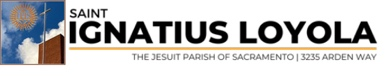 SAINT
IGNATIUS LOYOLA
THE JESUIT PARISH OF SACRAMENTO | 3235 ARDEN WAY